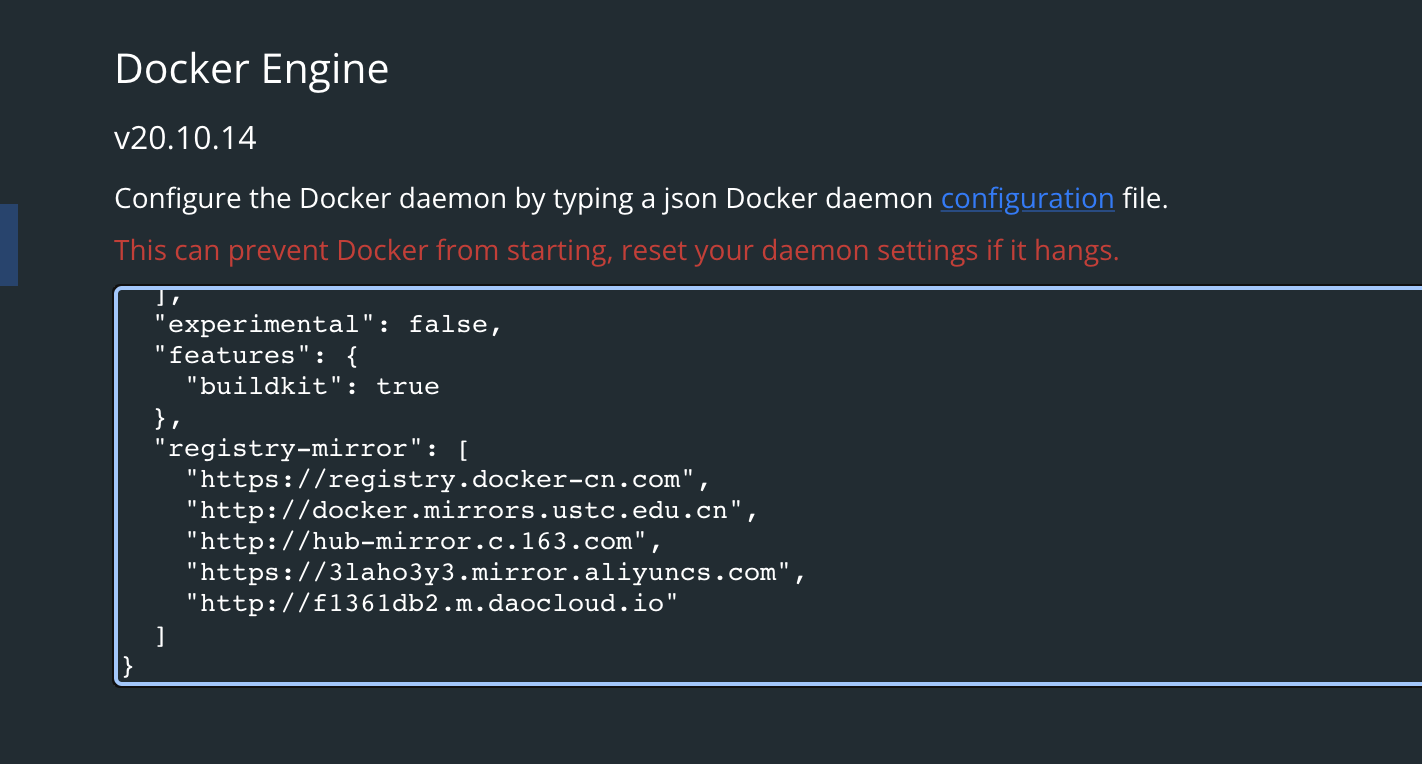 Docker Engine
v20.10.14
Configure the Docker daemon by typing a json Docker daemon configuration file.
This can prevent Docker from starting, reset your daemon settings if it hangs.
],
"experimental": false,
"features": {
"buildkit": true
},
"registry-mirror": [
"https://registry.docker-cn.com",
"http://docker.mirrors.ustc.edu.cn",
"http://hub-mirror.c.163.com",
"https://3laho3y3.mirror.aliyuncs.com",
"http://f1361db2.m.daocloud.io"
]
}